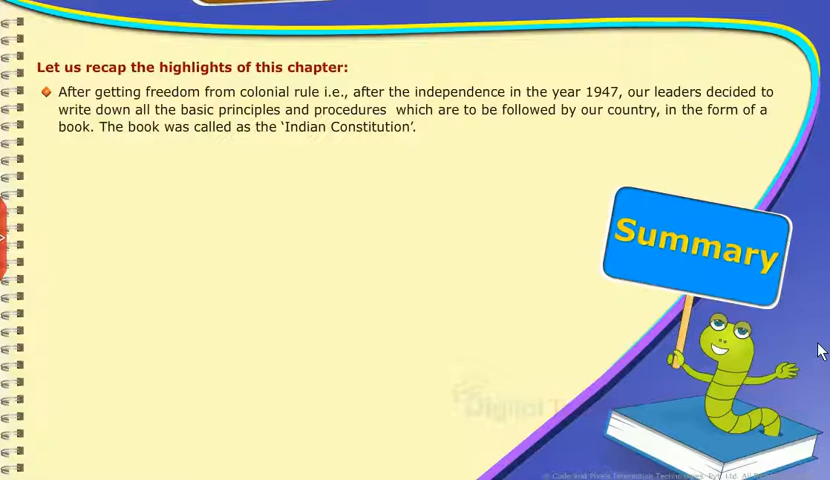 Let us recap the highlights of this chapter:
After getting freedom from colonial rule i.e., after the independence in the year 1947, our leaders decided to
write down all the basic principles and procedures which are to be followed by our country, in the form of a
book. The book was called as the ‘Indian Constitution’.
Summary
Digital